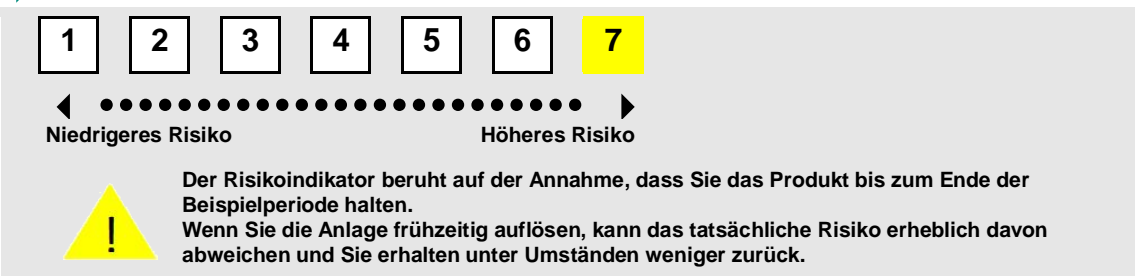 1 2 3 4 5 6 7
Niedrigeres Risiko Höheres Risiko
Der Risikoindikator beruht auf der Annahme, dass Sie das Produkt bis zum Ende der
Beispielperiode halten.
Wenn Sie die Anlage frühzeitig auflösen, kann das tatsächliche Risiko erheblich davon
abweichen und Sie erhalten unter Umständen weniger zurück.
!